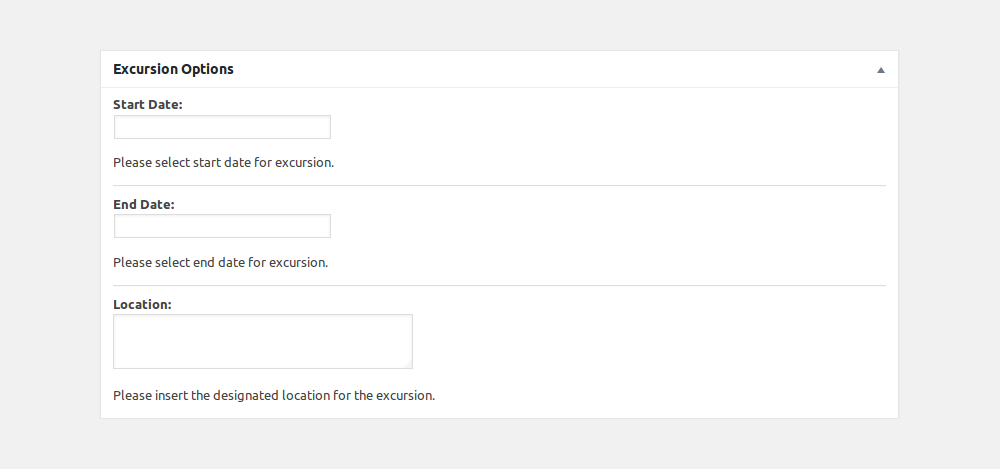 Excursion Options
Start Date:
Please select start date for excursion.
End Date:
Please select end date for excursion.
Location:
Please insert the designated location for the excursion.